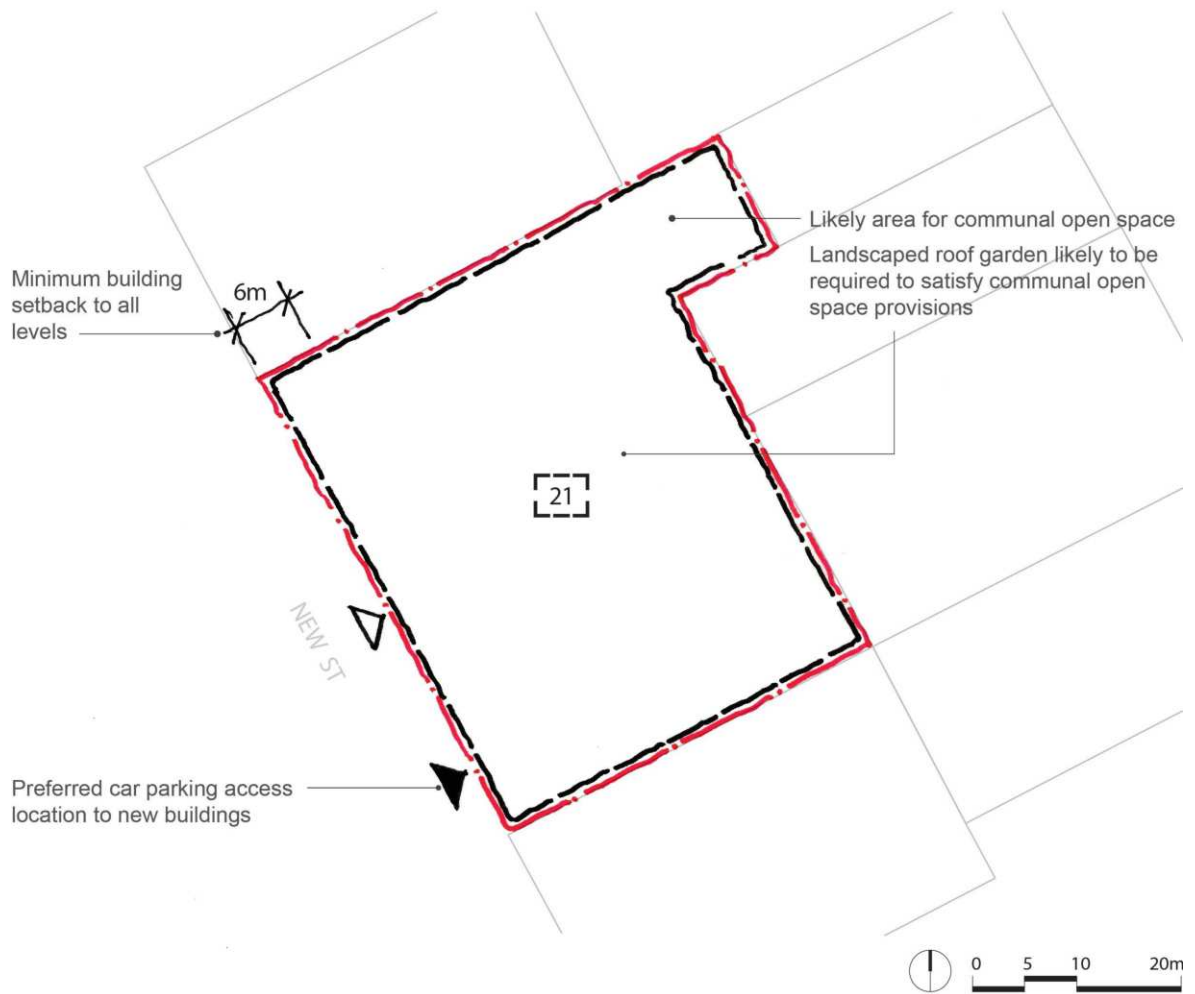 Likely area for communal open space
Landscaped roof garden likely to be
required to satisfy communal open
space provisions
Minimum building
setback to all
levels
6m
21
NEW ST
Preferred car parking access
location to new buildings
0 5 10 20m